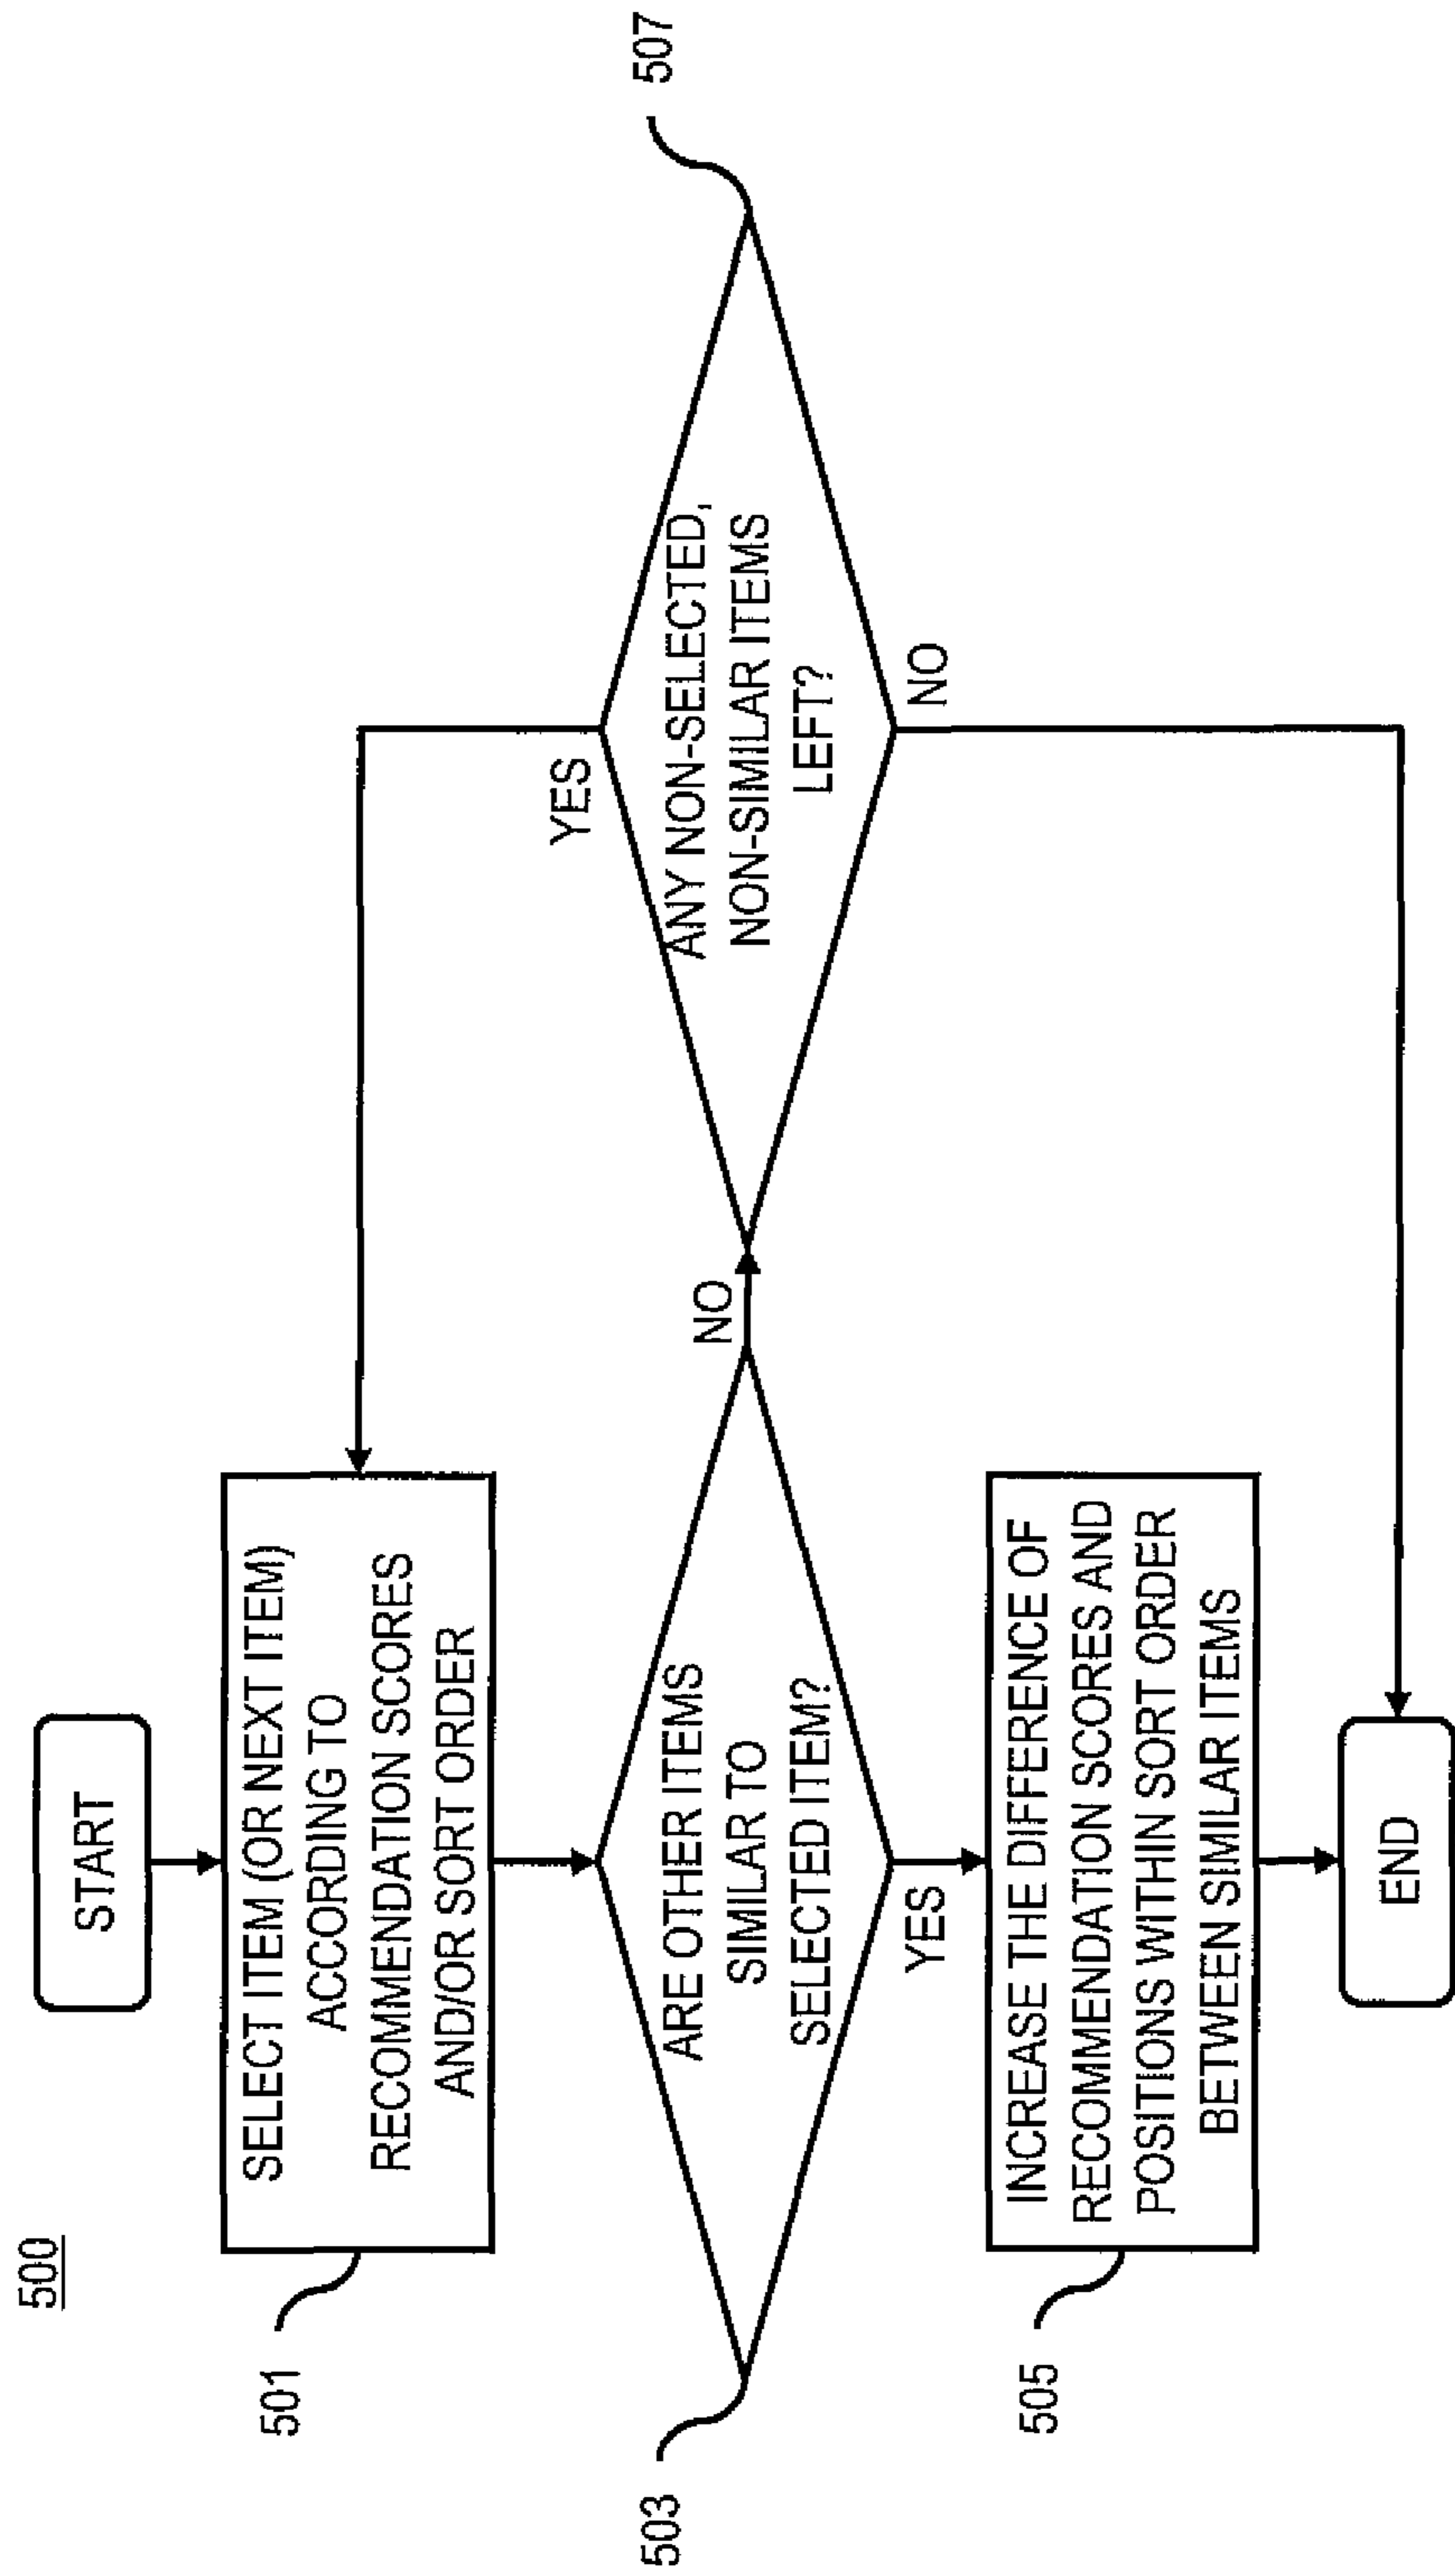 500
START
501
SELECT ITEM (OR NEXT ITEM)
ACCORDING TO
RECOMMENDATION SCORES
AND/OR SORT ORDER
503
ARE OTHER ITEMS
SIMILAR TO
SELECTED ITEM?
NO
YES
507
ANY NON-SELECTED,
NON-SIMILAR ITEMS
LEFT?
YES
NO
505
INCREASE THE DIFFERENCE OF
RECOMMENDATION SCORES AND
POSITIONS WITHIN SORT ORDER
BETWEEN SIMILAR ITEMS
END